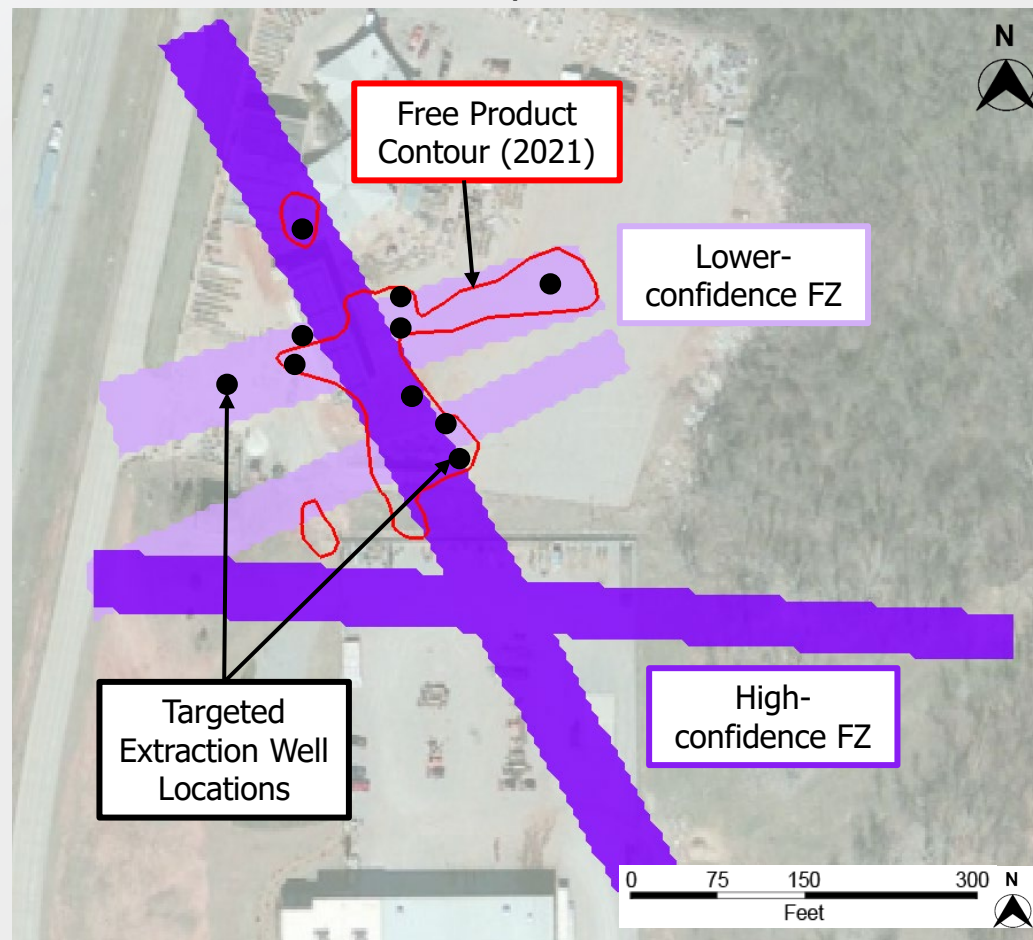 N
Free Product
Contour (2021)
Lower-
confidence FZ
Targeted
Extraction Well
Locations
High-
confidence FZ
0 75 150 300 N
Feet